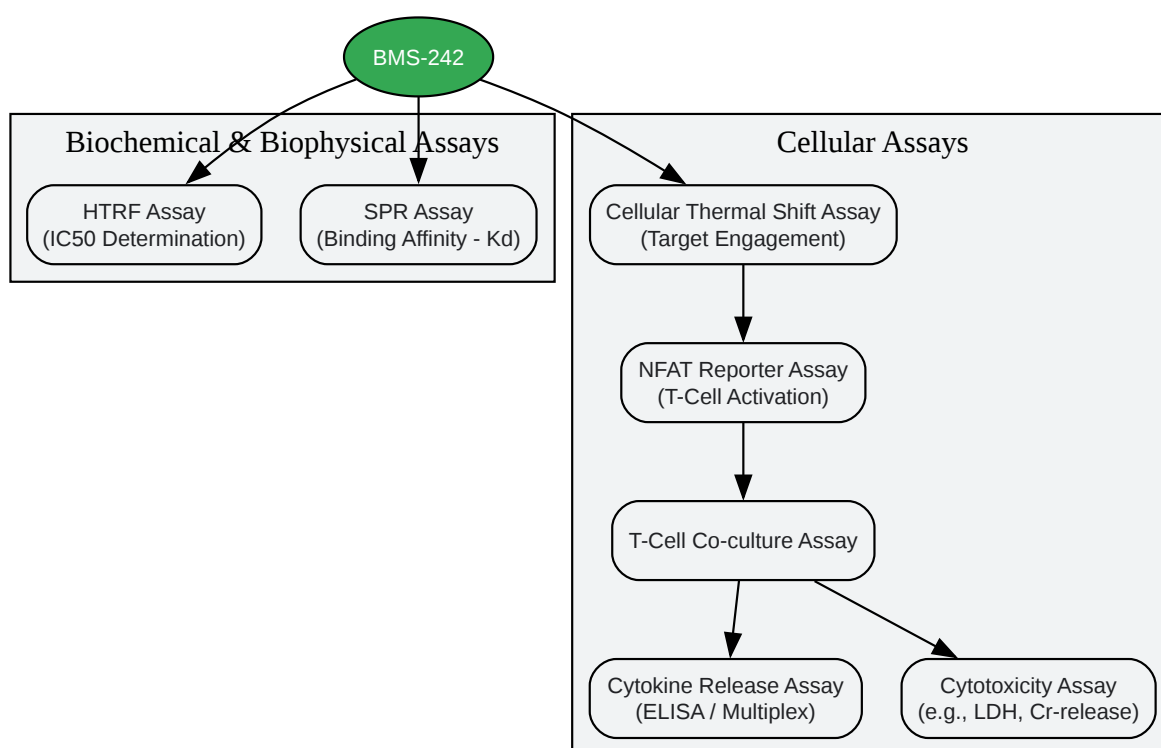 BMS-242
Biochemical & Biophysical Assays
HTRF Assay
(IC50 Determination)
SPR Assay
(Binding Affinity - Kd)
Cellular Assays
Cellular Thermal Shift Assay
(Target Engagement)
NFAT Reporter Assay
(T-Cell Activation)
T-Cell Co-culture Assay
Cytokine Release Assay
(ELISA / Multiplex)
Cytotoxicity Assay
(e.g., LDH, Cr-release)